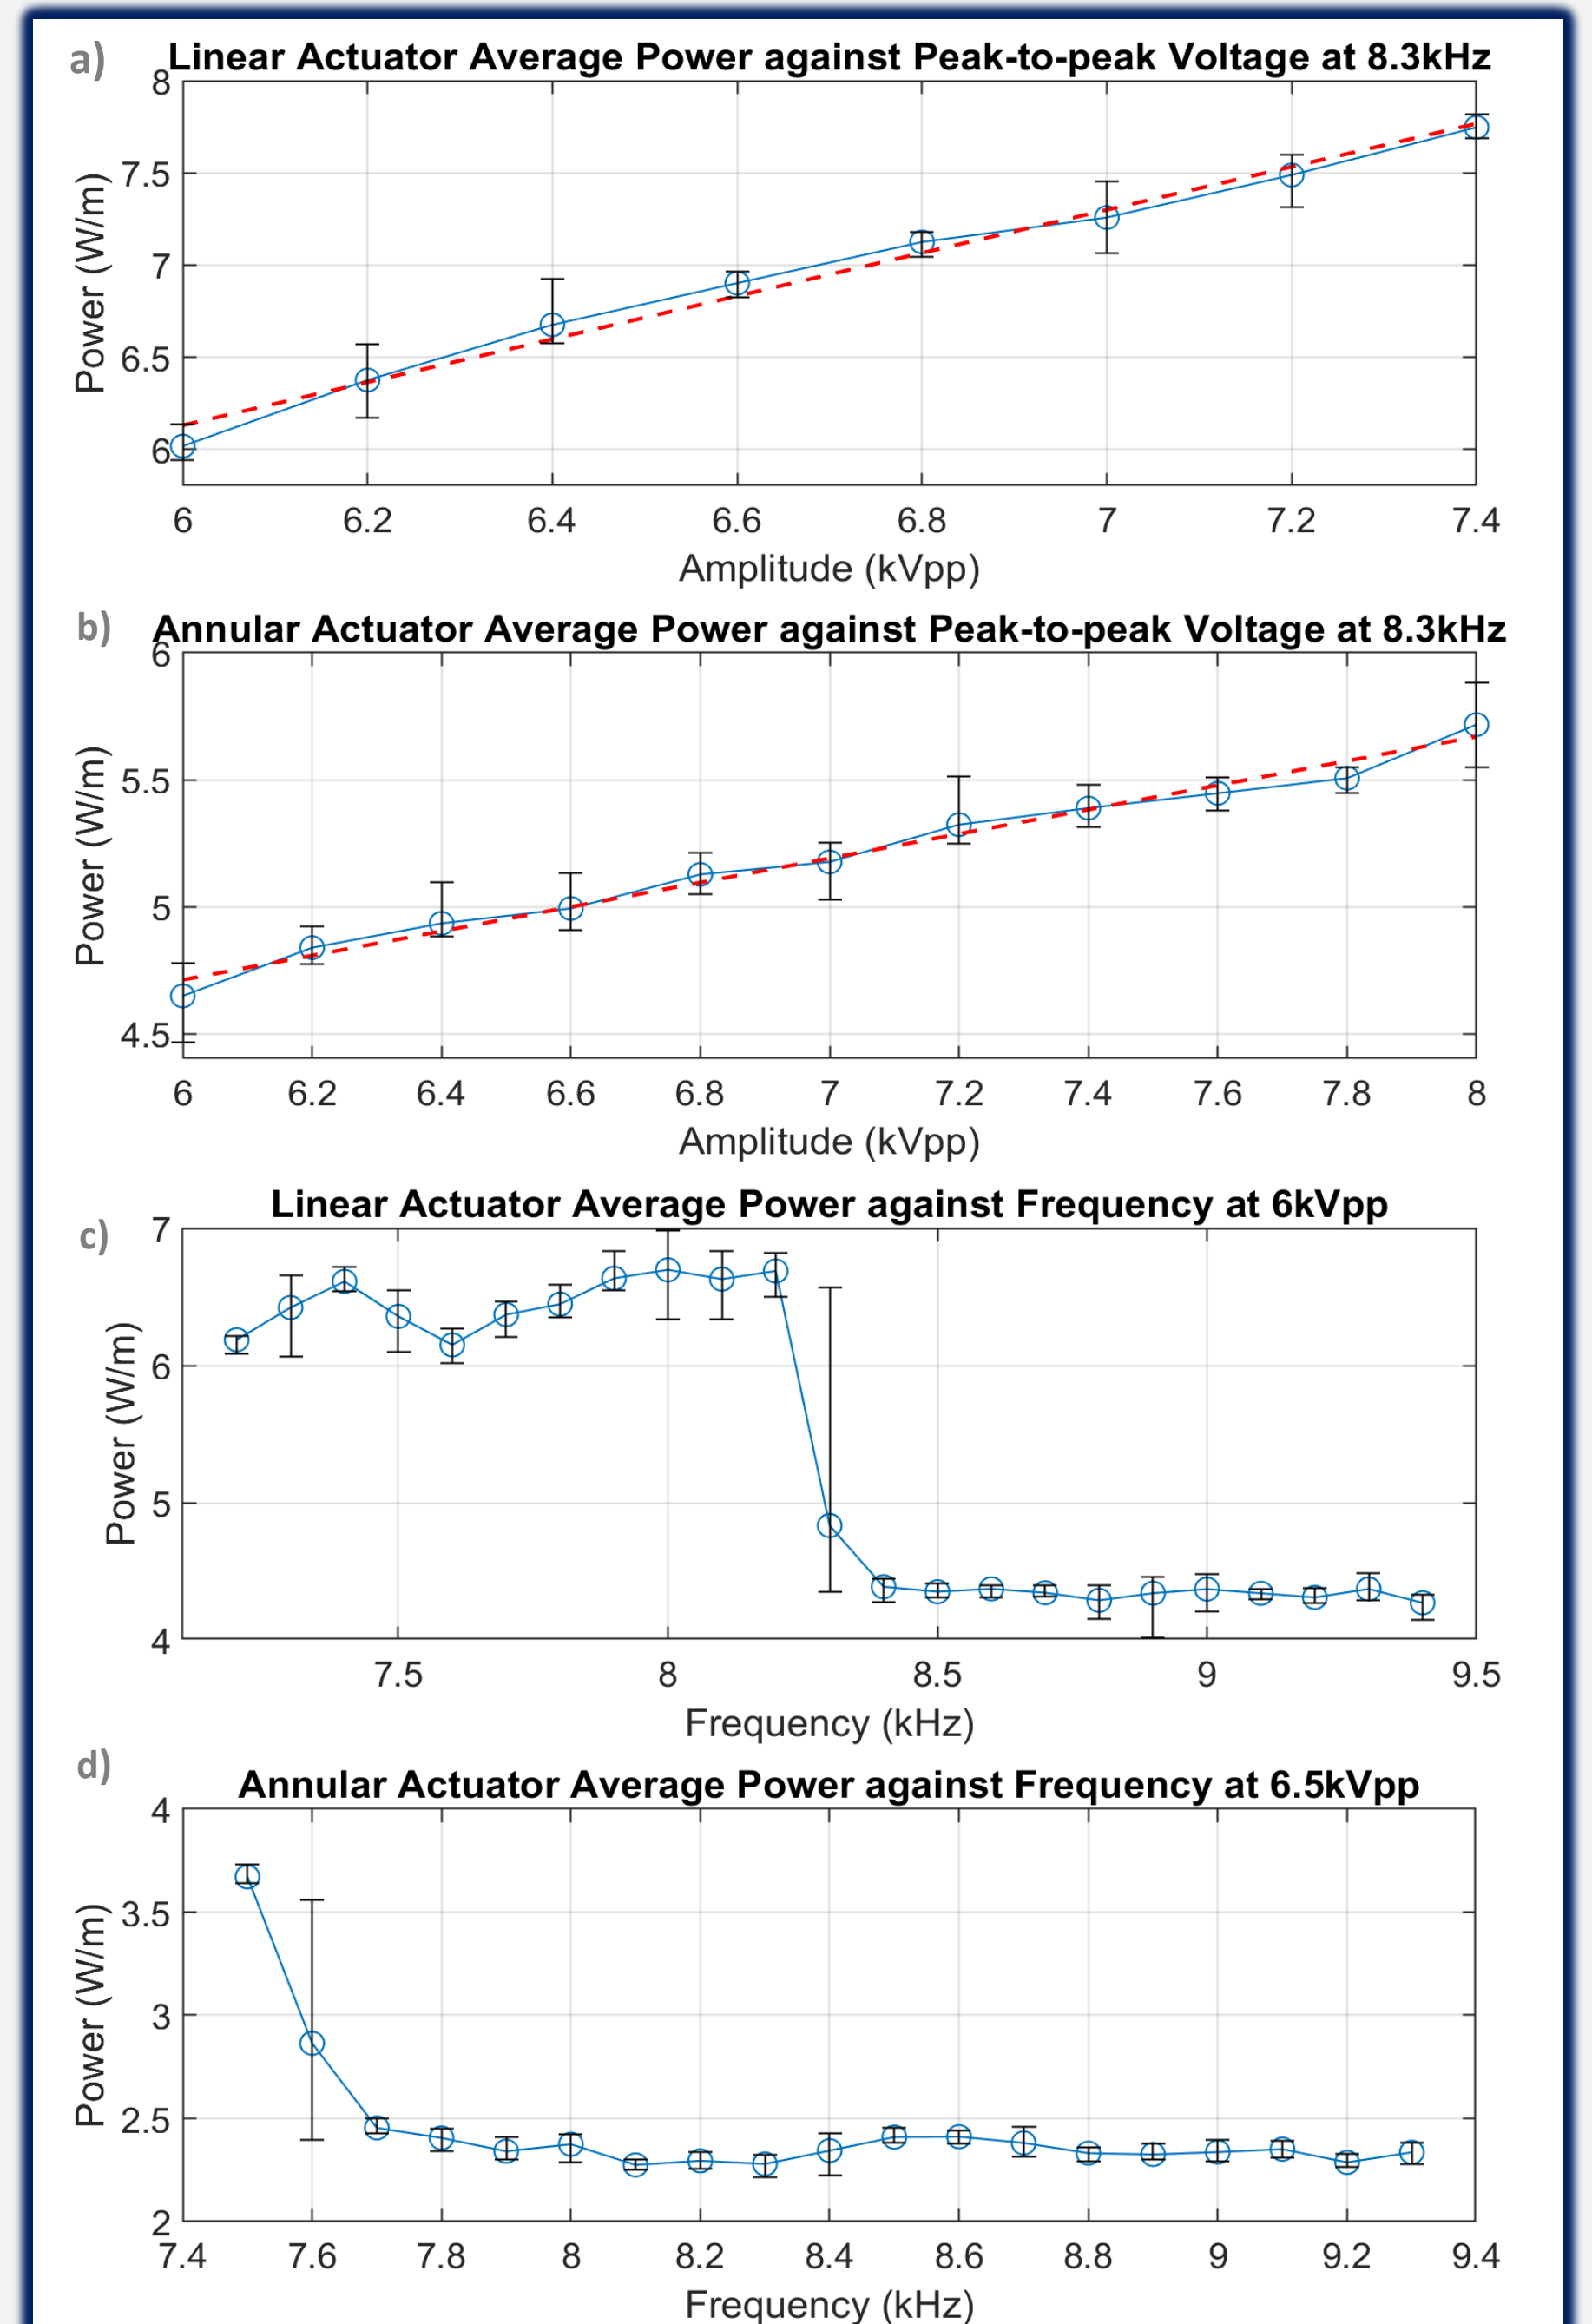 a)
Linear Actuator Average Power against Peak-to-peak Voltage at 8.3kHz
8
7.5
7
6.5
6
Power (W/m)
6 6.2 6.4 6.6 6.8 7 7.2 7.4
Amplitude (kVpp)
b)
Annular Actuator Average Power against Peak-to-peak Voltage at 8.3kHz
6
5.5
5
4.5
Power (W/m)
6 6.2 6.4 6.6 6.8 7 7.2 7.4 7.6 7.8 8
Amplitude (kVpp)
c)
Linear Actuator Average Power against Frequency at 6kVpp
7
6
5
4
Power (W/m)
7.5 8 8.5 9 9.5
Frequency (kHz)
d)
Annular Actuator Average Power against Frequency at 6.5kVpp
4
3.5
3
2.5
2
Power (W/m)
7.4 7.6 7.8 8 8.2 8.4 8.6 8.8 9 9.2 9.4
Frequency (kHz)